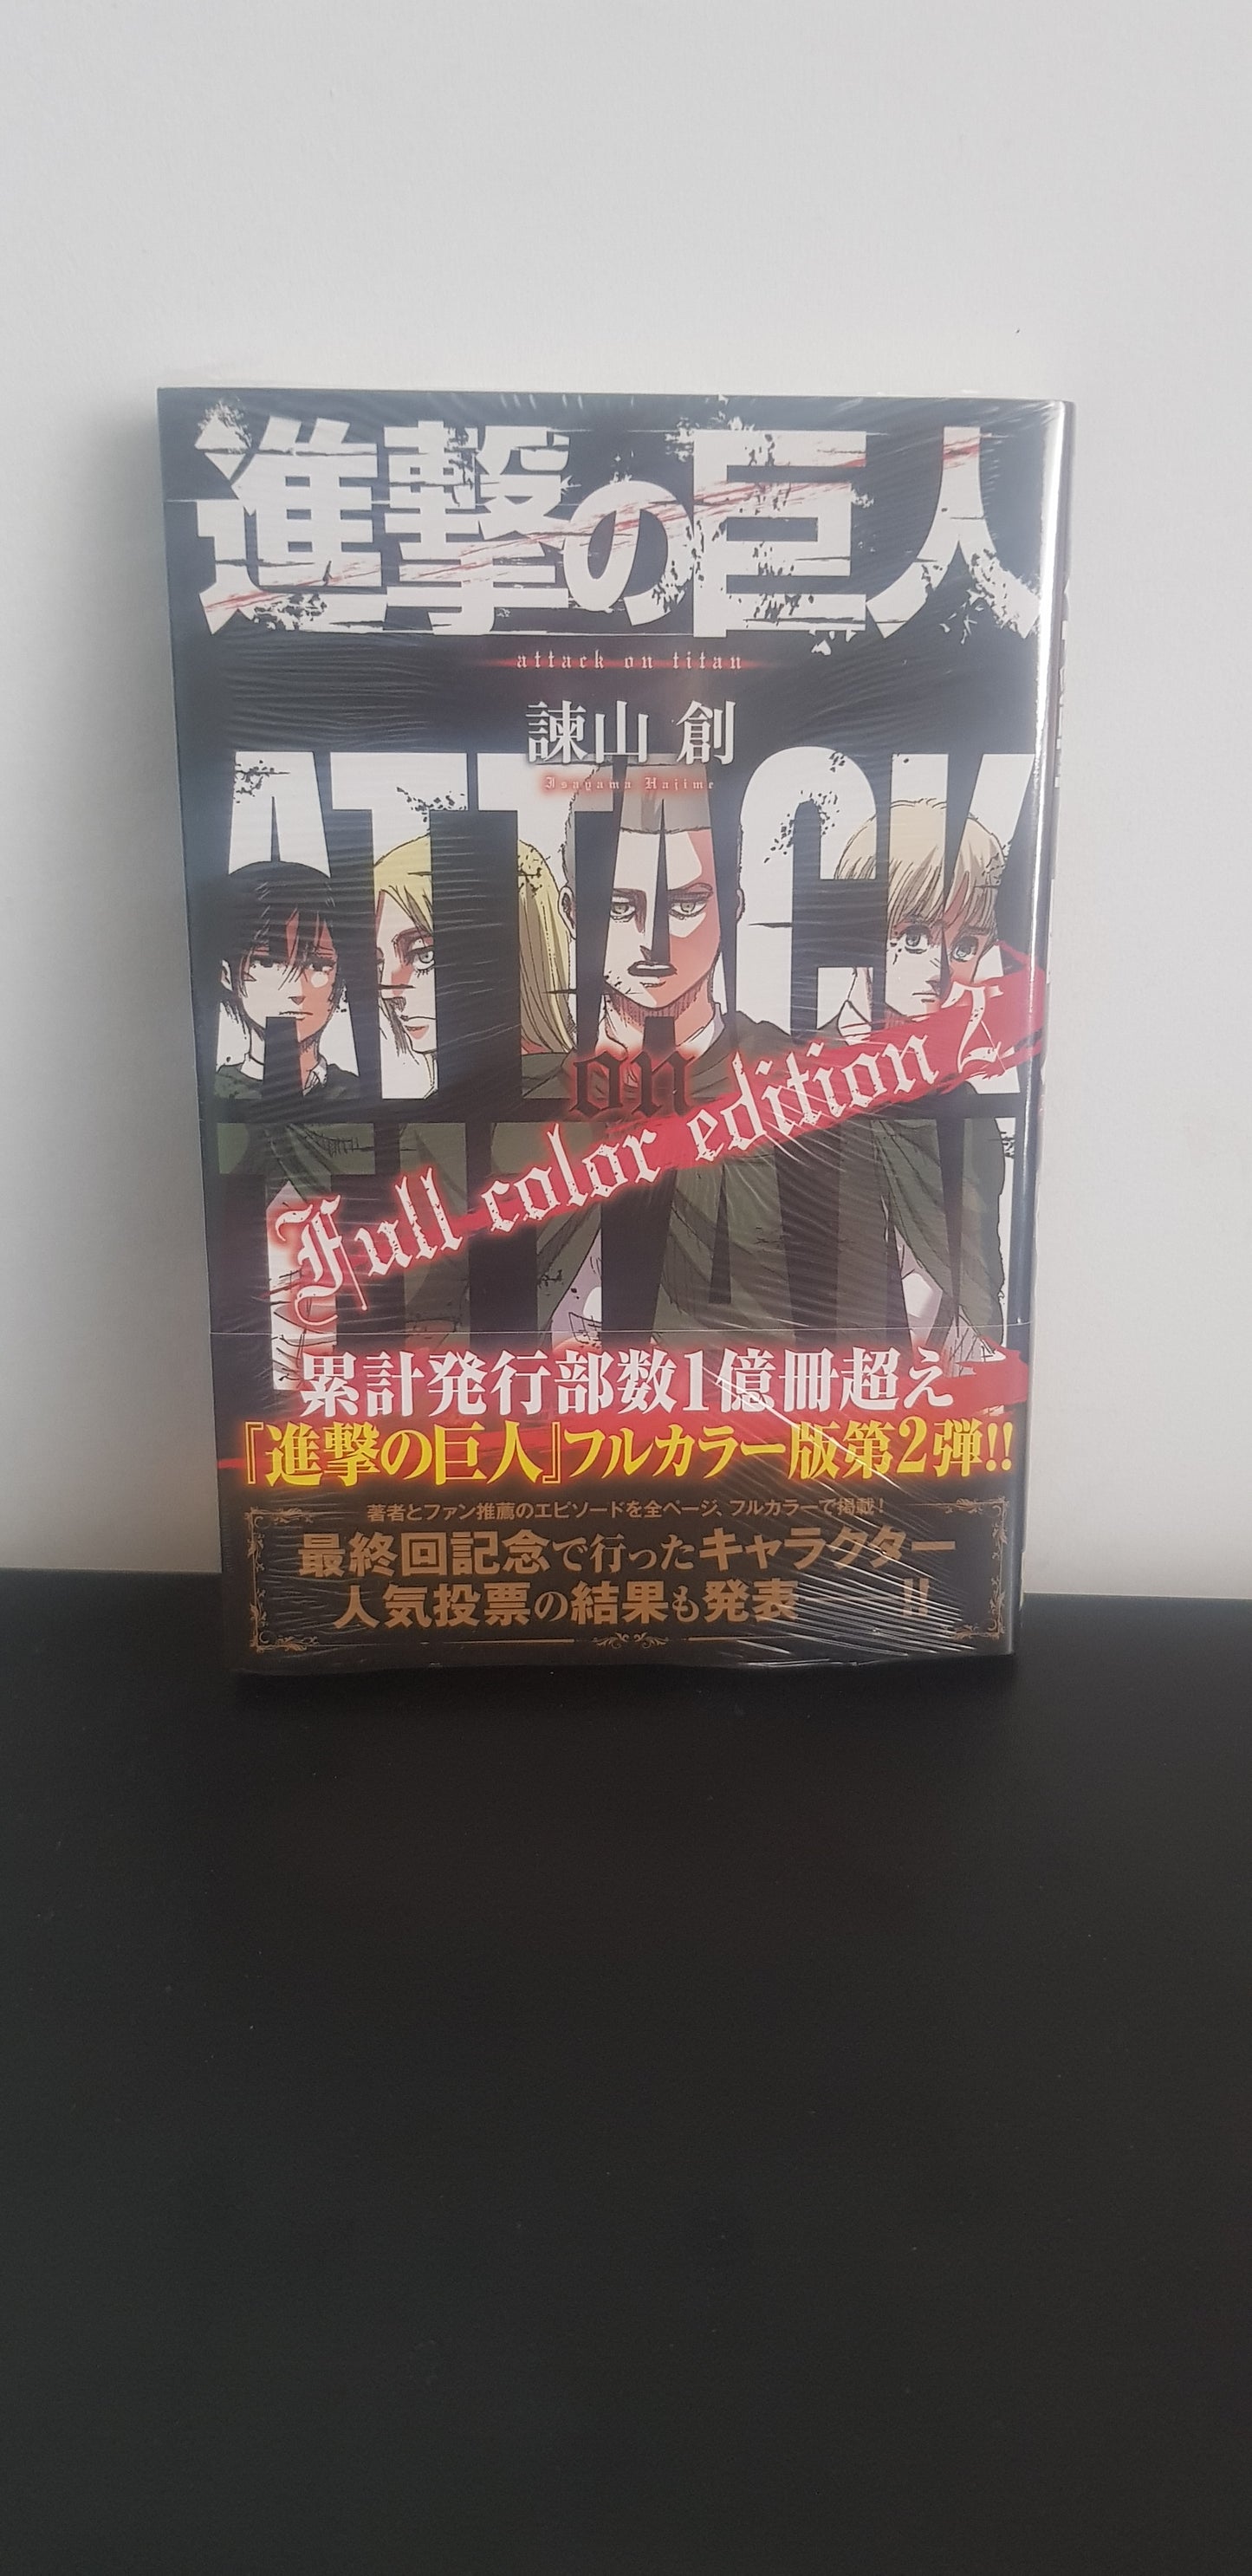 進撃の巨人
attack on titan
諫山 創
Isayama Hajime
ATTACK
on
TITAN
Full color edition 2
累計発行部数1億冊超え
『進撃の巨人』フルカラー版第2弾!!
著者とファン推薦のエピソードを全ページ、フルカラーで掲載!
最終回記念で行ったキャラクター
人気投票の結果も発表――!!